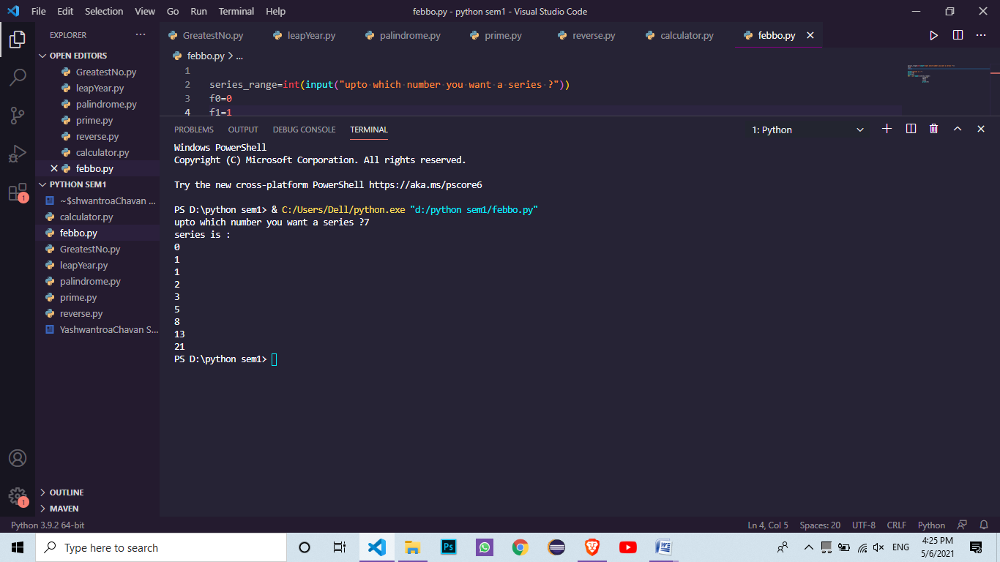 File Edit Selection View Go Run Terminal Help
febbo.py - python sem1 - Visual Studio Code
EXPLORER
GreatestNo.py leapYear.py palindrome.py prime.py reverse.py calculator.py febbo.py
OPEN EDITORS
GreatestNo.py
leapYear.py
palindrome.py
prime.py
reverse.py
calculator.py
febbo.py
PYTHON SEM1
~$shwantroaChavan ...
calculator.py
febbo.py
GreatestNo.py
leapYear.py
palindrome.py
prime.py
reverse.py
YashwantroaChavan S...
OUTLINE
MAVEN
febbo.py > ...
1
2 series_range=int(input("upto which number you want a series ?"))
3 f0=0
4 f1=1
PROBLEMS OUTPUT DEBUG CONSOLE TERMINAL
1: Python
Windows PowerShell
Copyright (C) Microsoft Corporation. All rights reserved.
Try the new cross-platform PowerShell https://aka.ms/pscore6
PS D:\python sem1> & C:/Users/Dell/python.exe "d:/python sem1/febbo.py"
upto which number you want a series ?7
series is :
0
1
1
2
3
5
8
13
21
PS D:\python sem1>
1
1
Python 3.9.2 64-bit
Ln 4, Col 5 Spaces: 20 UTF-8 CRLF Python
Type here to search
Ps
ENG
4:25 PM
5/6/2021